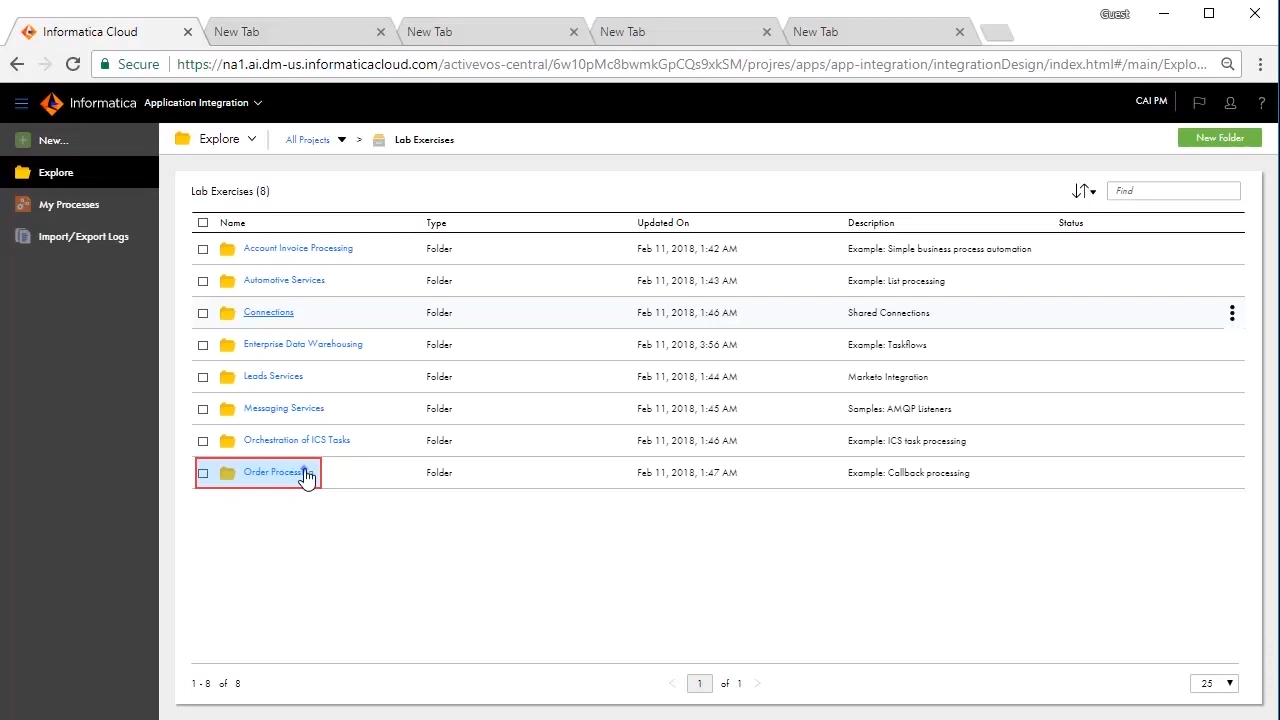 Guest
Informatica Cloud
New Tab
New Tab
New Tab
New Tab
Secure
https://na1.ai.dm-us.informaticacloud.com/activevos-central/6w10pMc8bwmkGpCQs9xkSM/projres/apps/app-integration/integrationDesign/index.html#/main/Explo...
Informatica Application Integration
CAI PM
?
New...
Explore
My Processes
Import/Export Logs
Explore
All Projects > Lab Exercises
New Folder
Lab Exercises (8)
Find
Name Type Updated On Description Status
Account Invoice Processing Folder Feb 11, 2018, 1:42 AM Example: Simple business process automation
Automotive Services Folder Feb 11, 2018, 1:43 AM Example: List processing
Connections Folder Feb 11, 2018, 1:46 AM Shared Connections
Enterprise Data Warehousing Folder Feb 11, 2018, 3:56 AM Example: Taskflows
Leads Services Folder Feb 11, 2018, 1:44 AM Marketo Integration
Messaging Services Folder Feb 11, 2018, 1:45 AM Samples: AMQP Listeners
Orchestration of ICS Tasks Folder Feb 11, 2018, 1:46 AM Example: ICS task processing
Order Processing Folder Feb 11, 2018, 1:47 AM Example: Callback processing
1 - 8 of 8
< 1 of 1 >
25